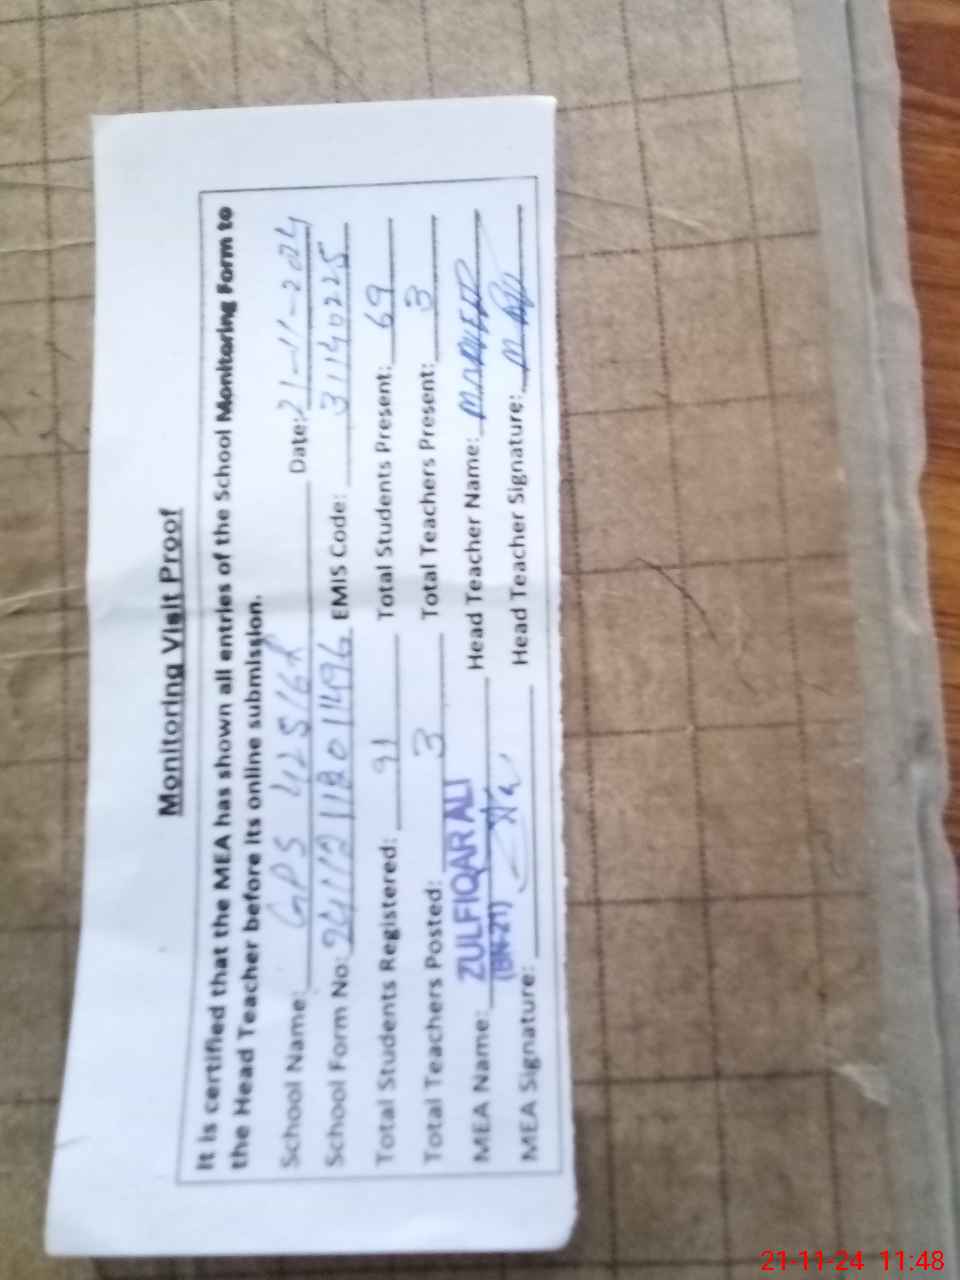 Monitoring Visit Proof
It is certified that the MEA has shown all entries of the School Monitoring Form to
the Head Teacher before its online submission.
School Name: GPS 425/6R Date: 21-11-2024
School Form No: EMIS Code: 31140225
Total Students Registered: 91 Total Students Present: 69
Total Teachers Posted: 3 Total Teachers Present: 3
MEA Name: ZULFIQAR ALI Head Teacher Name:
MEA Signature: Head Teacher Signature:
21-11-24 11:48